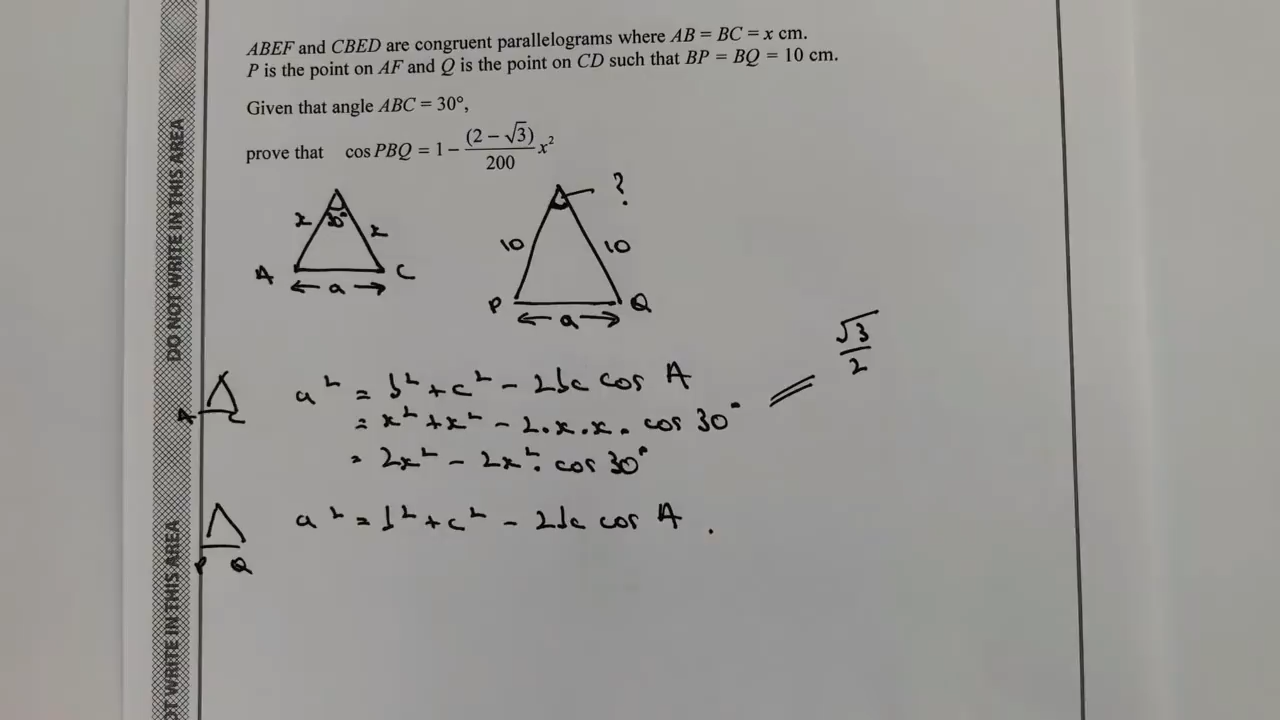 ABEF and CBED are congruent parallelograms where AB = BC = x cm.
P is the point on AF and Q is the point on CD such that BP = BQ = 10 cm.
Given that angle ABC = 30°,
prove that cos PBQ = 1 − (2 − √3)/200 x²
DO NOT WRITE IN THIS AREA
x 30° x
A C
a
?
10 10
P Q
a
√3/2
A C
a² = b² + c² − 2bc cos A
= x² + x² − 2.x.x. cos 30°
= 2x² − 2x². cos 30°
P Q
a² = b² + c² − 2bc cos A .
OT WRITE IN THIS AREA